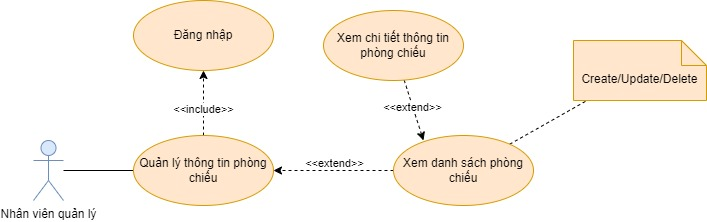 Đăng nhập
Xem chi tiết thông tin
phòng chiếu
Create/Update/Delete
<<include>>
<<extend>>
Quản lý thông tin phòng
chiếu
<<extend>>
Xem danh sách phòng
chiếu
Nhân viên quản lý